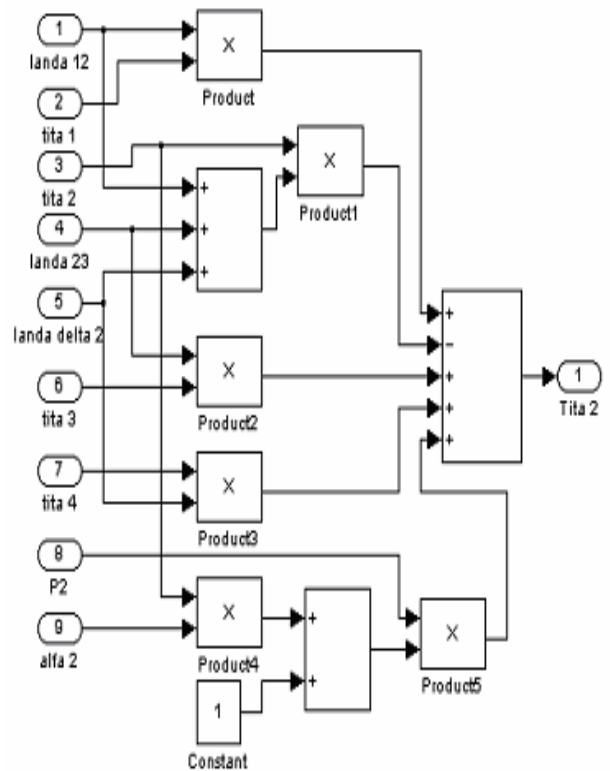 1
landa 12
X
Product
2
tita 1
3
tita 2
X
Product1
+
+
+
4
landa 23
5
landa delta 2
X
Product2
6
tita 3
+
−
+
+
+
1
Tita 2
7
tita 4
X
Product3
8
P2
9
alfa 2
X
Product4
+
+
X
Product5
1
Constant